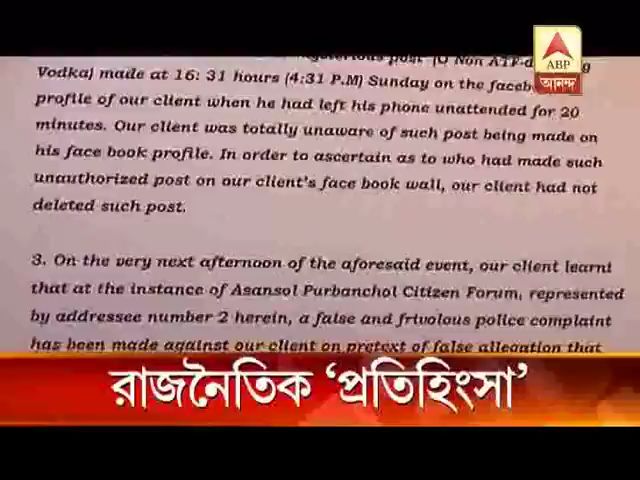 post
Vodka) made at 16: 31 hours (4:31 P.M) Sunday on the
profile of our client when he had left his phone unattended for 20
minutes. Our client was totally unaware of such post being made on
his face book profile. In order to ascertain as to who had made such
unauthorized post on our client's face book wall, our client had not
deleted such post.
3. On the very next afternoon of the aforesaid event, our client learnt
that at the instance of Asansol Purbanchol Citizen Forum, represented
by addressee number 2 herein, a false and frivolous police complaint
has been made against our client on pretext of false allegation that
রাজনৈতিক ‘প্রতিহিংসা’
ABP
আনন্দ